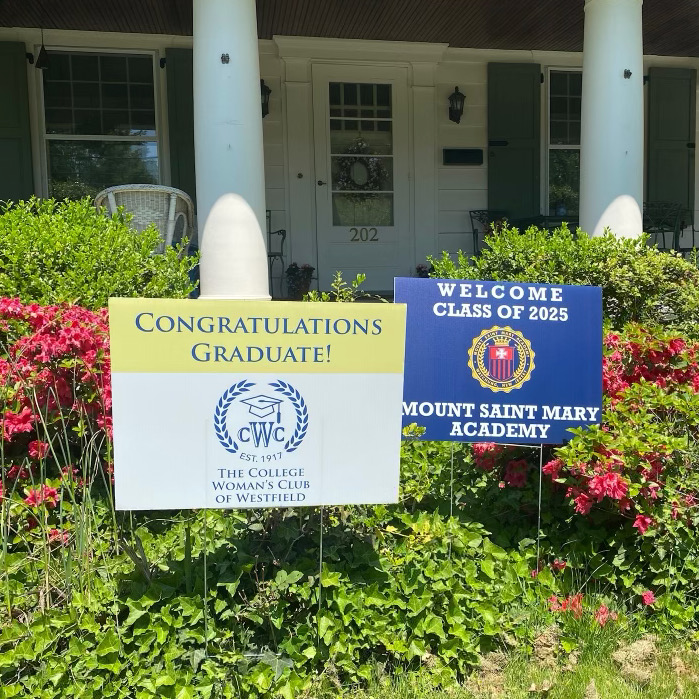 202
CONGRATULATIONS
GRADUATE!
CWC
EST. 1917
THE COLLEGE
WOMAN'S CLUB
OF WESTFIELD
WELCOME
CLASS OF 2025
MOUNT SAINT MARY
ACADEMY